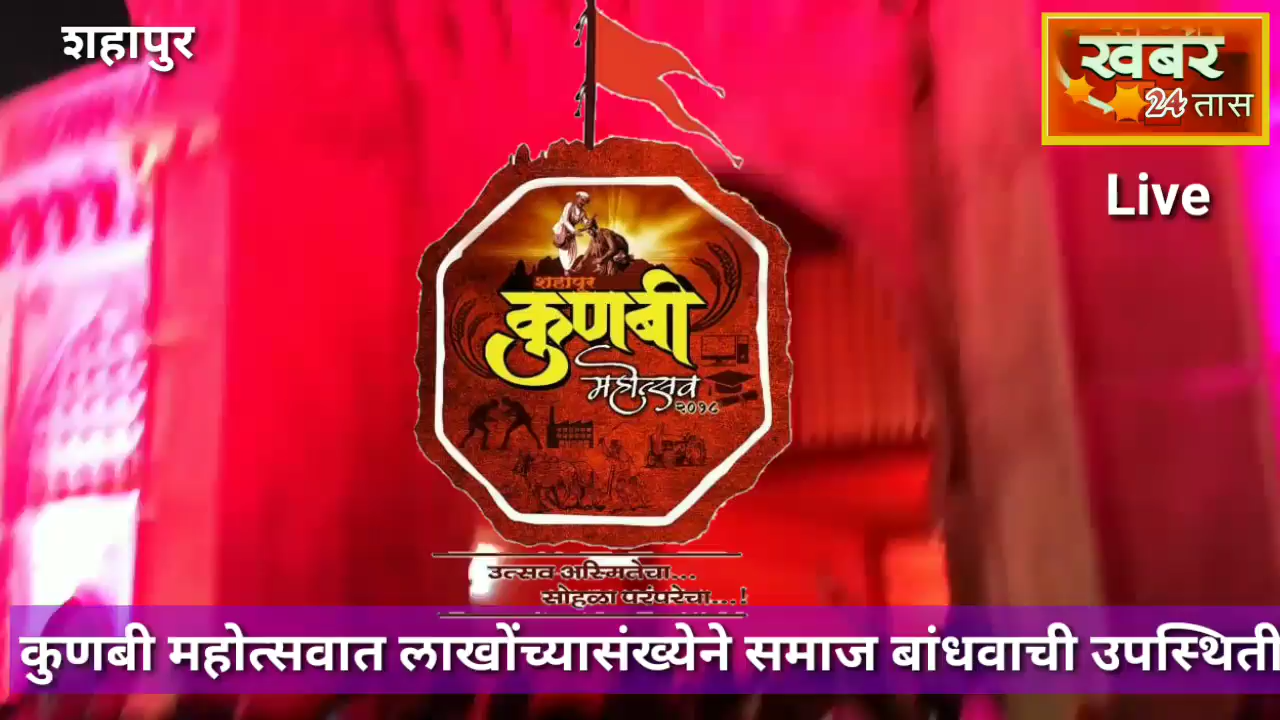 शहापुर
खबर
24 तास
Live
शहापूर
कुणबी
महोत्सव
२०१८
उत्सव अस्मितेचा...
सोहळा परंपरेचा...!
कुणबी महोत्सवात लाखोंच्यासंख्येने समाज बांधवाची उपस्थिती